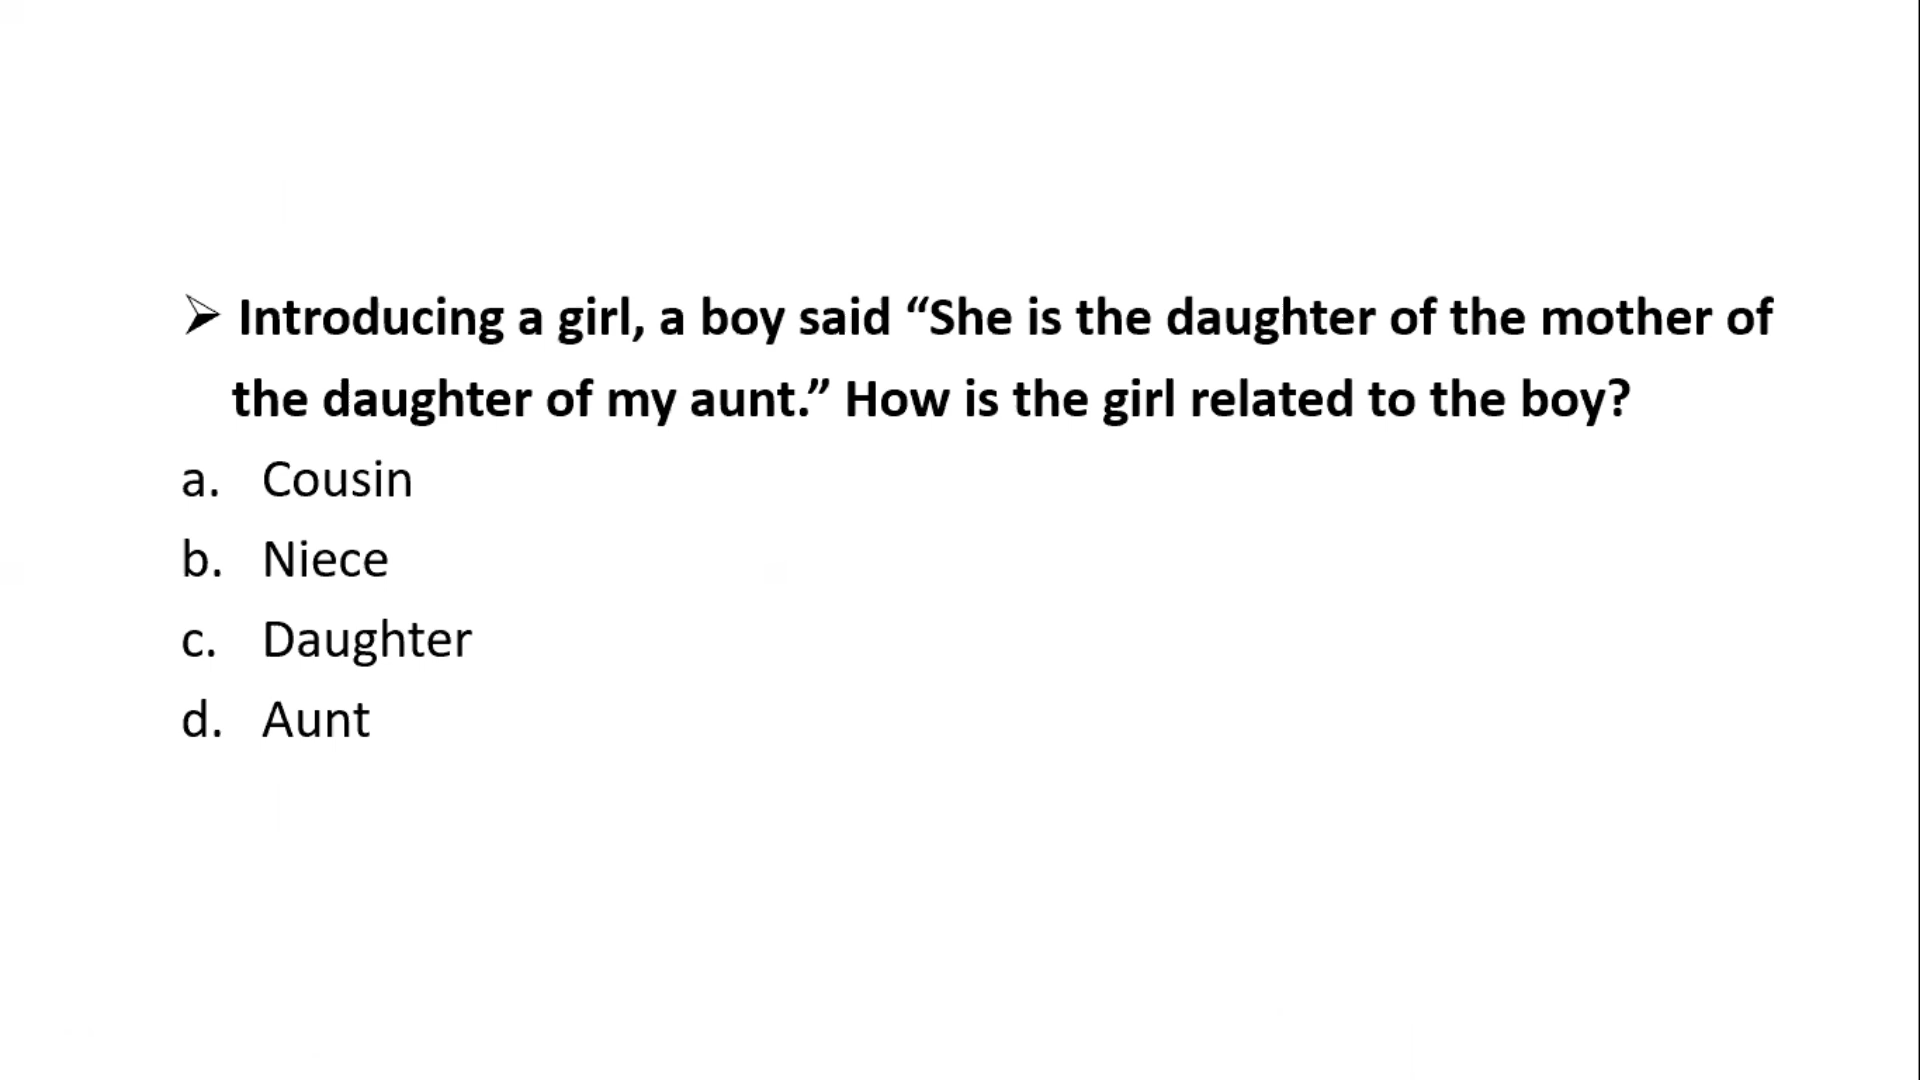 ➢ Introducing a girl, a boy said “She is the daughter of the mother of
the daughter of my aunt.” How is the girl related to the boy?
a. Cousin
b. Niece
c. Daughter
d. Aunt